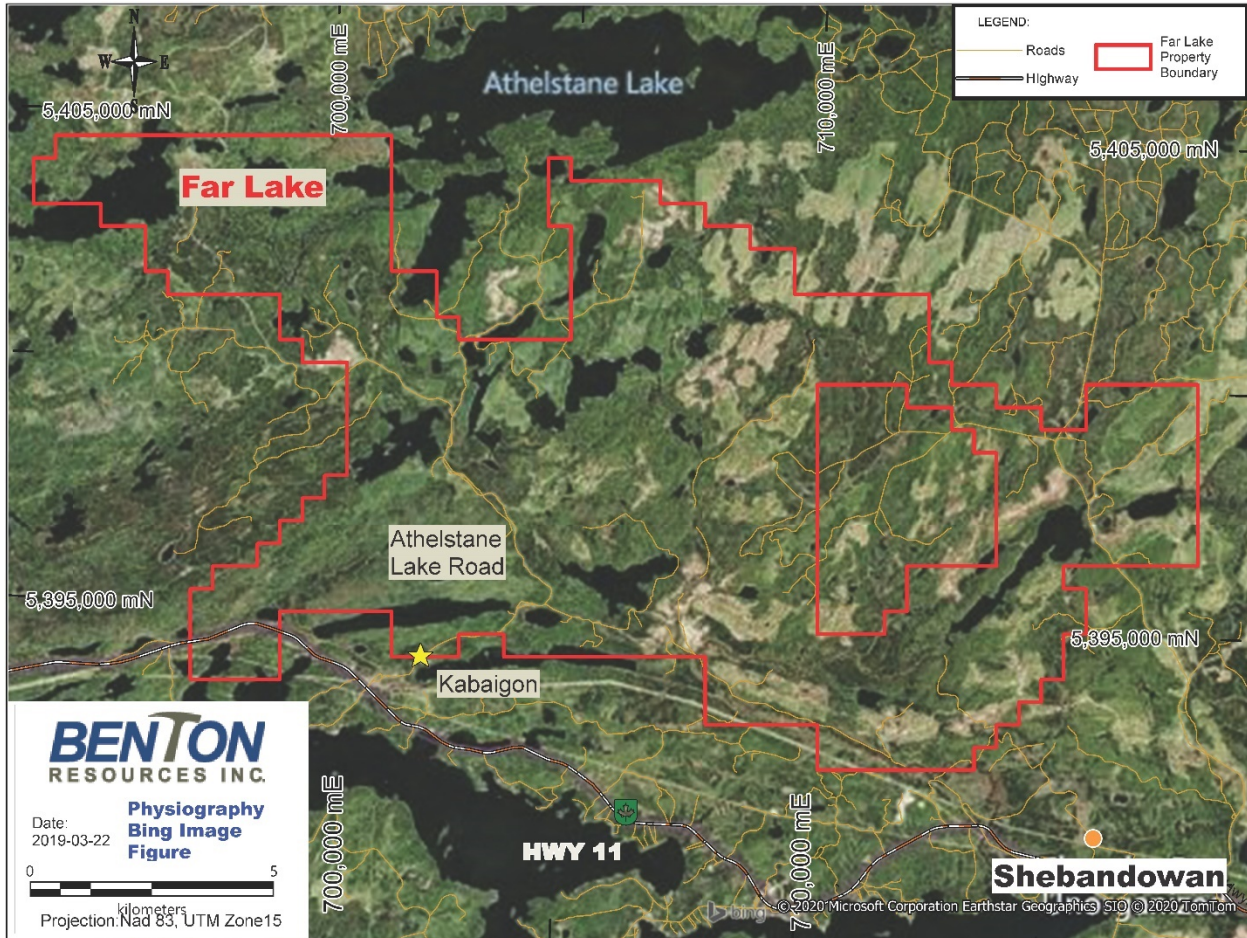 N
W E
S
5,405,000 mN
700,000 mE
Athelstane Lake
710,000 mE
LEGEND:
Roads
Highway
Far Lake
Property
Boundary
5,405,000 mN
Far Lake
Athelstane
Lake Road
5,395,000 mN
5,395,000 mN
Kabaigon
BENTON
RESOURCES INC.
Date:
2019-03-22
Physiography
Bing Image
Figure
0 5
kilometers
Projection:Nad 83, UTM Zone15
700,000 mE
HWY 11
710,000 mE
Shebandowan
bing
© 2020 Microsoft Corporation Earthstar Geographics SIO © 2020 TomTom